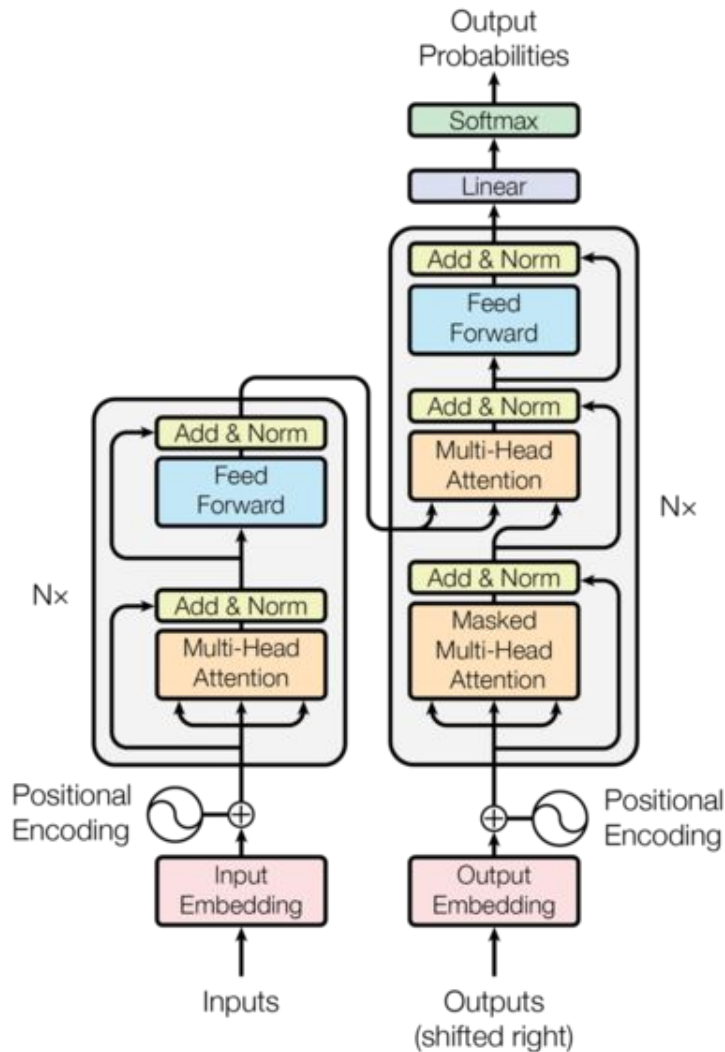 Output
Probabilities
Softmax
Linear
Add & Norm
Feed
Forward
Add & Norm
Multi-Head
Attention
Nx
Add & Norm
Masked
Multi-Head
Attention
Add & Norm
Feed
Forward
Nx
Add & Norm
Multi-Head
Attention
Positional
Encoding
Positional
Encoding
Input
Embedding
Output
Embedding
Inputs
Outputs
(shifted right)